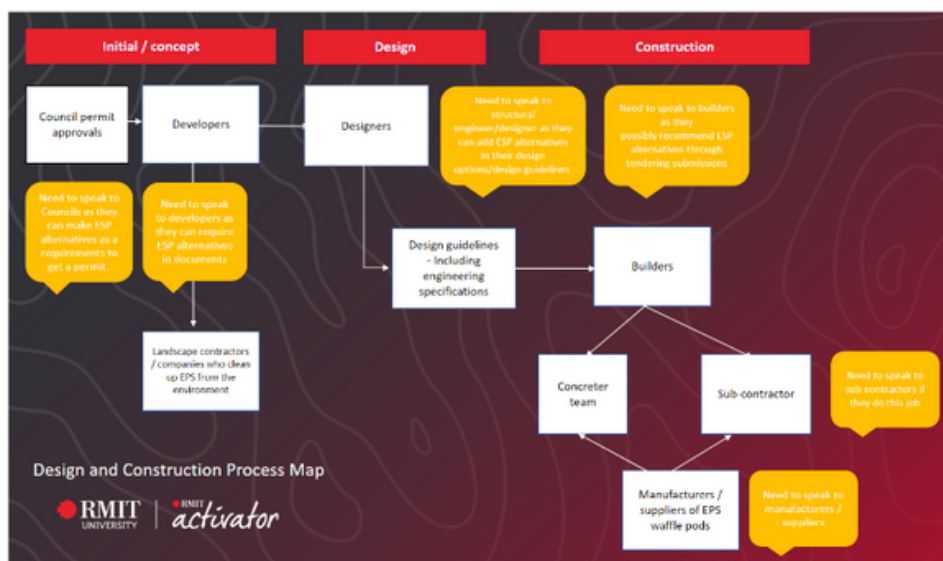 Initial / concept
Design
Construction
Council permit
approvals
Developers
Designers
Need to speak to
structural
engineer/designer as they
can add ESP alternatives
in their design
options/design guidelines
Need to speak to builders
as they
possibly recommend ESP
alternatives through
tendering submissions
Need to speak to
Councils as they
can make ESP
alternatives as a
requirements to
get a permit.
Need to speak
to developers as
they can require
ESP alternatives
in documents
Design guidelines
- Including
engineering
specifications
Builders
Landscape contractors
/ companies who clean
up EPS from the
environment
Concreter
team
Sub-contractor
Need to speak to
sub-contractors if
they do this job
Manufacturers /
suppliers of EPS
waffle pods
Need to speak to
manufacturers /
suppliers
Design and Construction Process Map
RMIT
UNIVERSITY
RMIT
activator